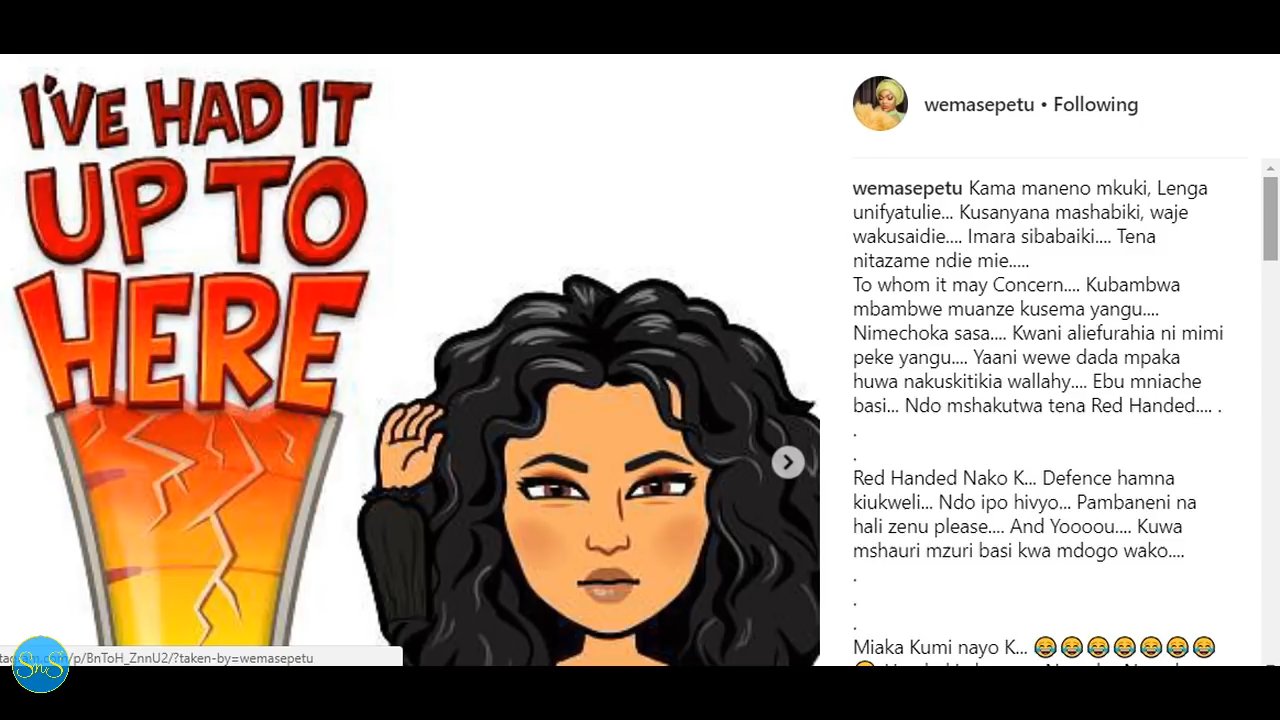 I'VE HAD IT
UP TO
HERE
wemasepetu • Following
wemasepetu Kama maneno mkuki, Lenga
unifyatulie... Kusanyana mashabiki, waje
wakusaidie.... Imara sibabaiki.... Tena
nitazame ndie mie.....
To whom it may Concern.... Kubambwa
mbambwe muanze kusema yangu....
Nimechoka sasa.... Kwani aliefurahia ni mimi
peke yangu.... Yaani wewe dada mpaka
huwa nakuskitikia wallahy.... Ebu mniache
basi... Ndo mshakutwa tena Red Handed.... .
.
.
Red Handed Nako K... Defence hamna
kiukweli... Ndo ipo hivyo... Pambaneni na
hali zenu please.... And Yoooou.... Kuwa
mshauri mzuri basi kwa mdogo wako....
.
.
.
Miaka Kumi nayo K... 😂😂😂😂😂😂😂
/p/BnToH_ZnnU2/?taken-by=wemasepetu
SnS